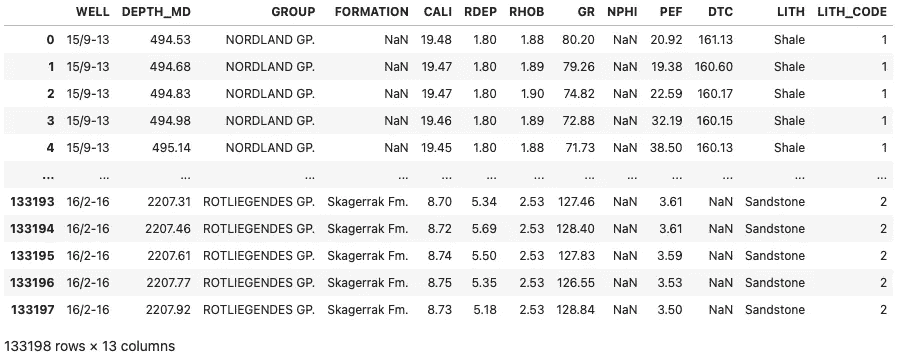 WELL DEPTH_MD GROUP FORMATION CALI RDEP RHOB GR NPHI PEF DTC LITH LITH_CODE
0 15/9-13 494.53 NORDLAND GP. NaN 19.48 1.80 1.88 80.20 NaN 20.92 161.13 Shale 1
1 15/9-13 494.68 NORDLAND GP. NaN 19.47 1.80 1.89 79.26 NaN 19.38 160.60 Shale 1
2 15/9-13 494.83 NORDLAND GP. NaN 19.47 1.80 1.90 74.82 NaN 22.59 160.17 Shale 1
3 15/9-13 494.98 NORDLAND GP. NaN 19.46 1.80 1.89 72.88 NaN 32.19 160.15 Shale 1
4 15/9-13 495.14 NORDLAND GP. NaN 19.45 1.80 1.88 71.73 NaN 38.50 160.13 Shale 1
... ... ... ... ... ... ... ... ... ... ... ... ... ...
133193 16/2-16 2207.31 ROTLIEGENDES GP. Skagerrak Fm. 8.70 5.34 2.53 127.46 NaN 3.61 NaN Sandstone 2
133194 16/2-16 2207.46 ROTLIEGENDES GP. Skagerrak Fm. 8.72 5.69 2.53 128.40 NaN 3.61 NaN Sandstone 2
133195 16/2-16 2207.61 ROTLIEGENDES GP. Skagerrak Fm. 8.74 5.50 2.53 127.83 NaN 3.59 NaN Sandstone 2
133196 16/2-16 2207.77 ROTLIEGENDES GP. Skagerrak Fm. 8.75 5.35 2.53 126.55 NaN 3.53 NaN Sandstone 2
133197 16/2-16 2207.92 ROTLIEGENDES GP. Skagerrak Fm. 8.73 5.18 2.53 128.84 NaN 3.50 NaN Sandstone 2
133198 rows × 13 columns